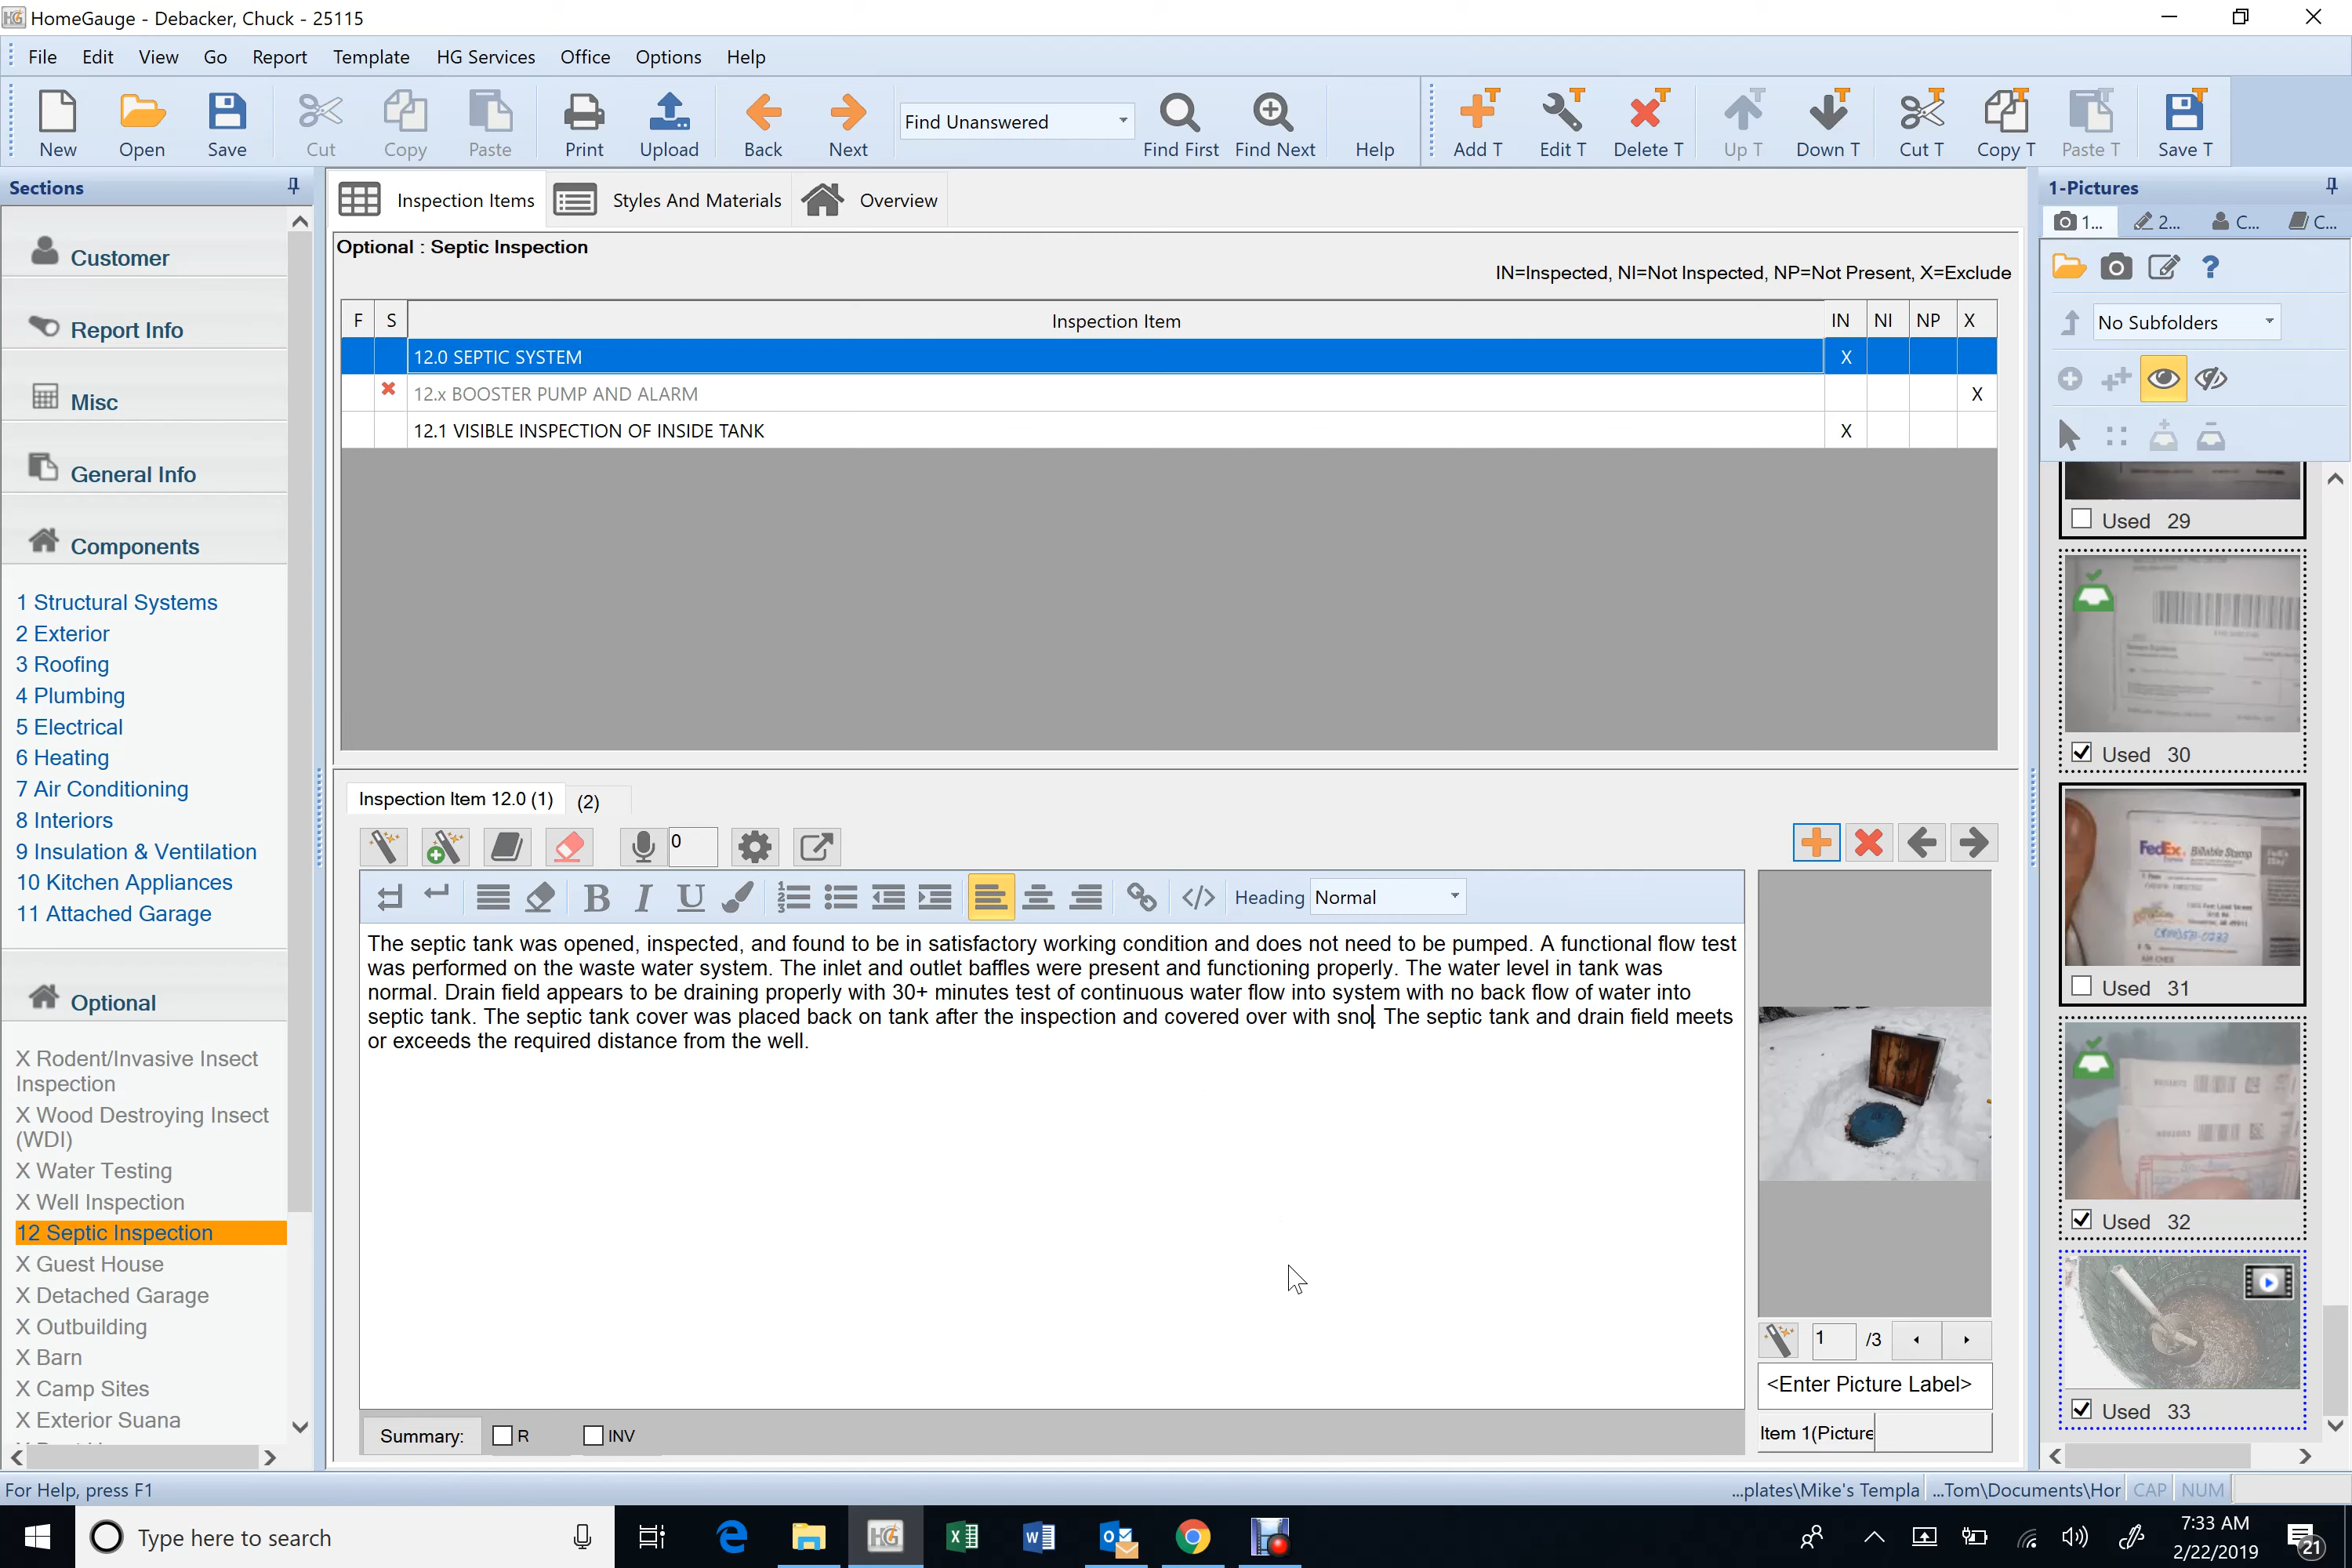 HomeGauge - Debacker, Chuck - 25115
File Edit View Go Report Template HG Services Office Options Help
New Open Save Cut Copy Paste Print Upload Back Next Find Unanswered Find First Find Next Help Add T Edit T Delete T Up T Down T Cut T Copy T Paste T Save T
Sections
Customer
Report Info
Misc
General Info
Components
1 Structural Systems
2 Exterior
3 Roofing
4 Plumbing
5 Electrical
6 Heating
7 Air Conditioning
8 Interiors
9 Insulation & Ventilation
10 Kitchen Appliances
11 Attached Garage
Optional
X Rodent/Invasive Insect
Inspection
X Wood Destroying Insect
(WDI)
X Water Testing
X Well Inspection
12 Septic Inspection
X Guest House
X Detached Garage
X Outbuilding
X Barn
X Camp Sites
X Exterior Suana
Inspection Items Styles And Materials Overview
Optional : Septic Inspection
IN=Inspected, NI=Not Inspected, NP=Not Present, X=Exclude
F S Inspection Item IN NI NP X
12.0 SEPTIC SYSTEM X
12.x BOOSTER PUMP AND ALARM X
12.1 VISIBLE INSPECTION OF INSIDE TANK X
Inspection Item 12.0 (1) (2)
0
B I U Heading Normal
The septic tank was opened, inspected, and found to be in satisfactory working condition and does not need to be pumped. A functional flow test
was performed on the waste water system. The inlet and outlet baffles were present and functioning properly. The water level in tank was
normal. Drain field appears to be draining properly with 30+ minutes test of continuous water flow into system with no back flow of water into
septic tank. The septic tank cover was placed back on tank after the inspection and covered over with sno. The septic tank and drain field meets
or exceeds the required distance from the well.
1 /3
<Enter Picture Label>
Item 1(Picture
Summary: R INV
1-Pictures
1... 2... C... C...
No Subfolders
Used 29
Used 30
FedEx Billable Stamp
Used 31
Used 32
Used 33
For Help, press F1
...plates\Mike's Templa ...Tom\Documents\Hor CAP NUM
Type here to search
7:33 AM
2/22/2019
21